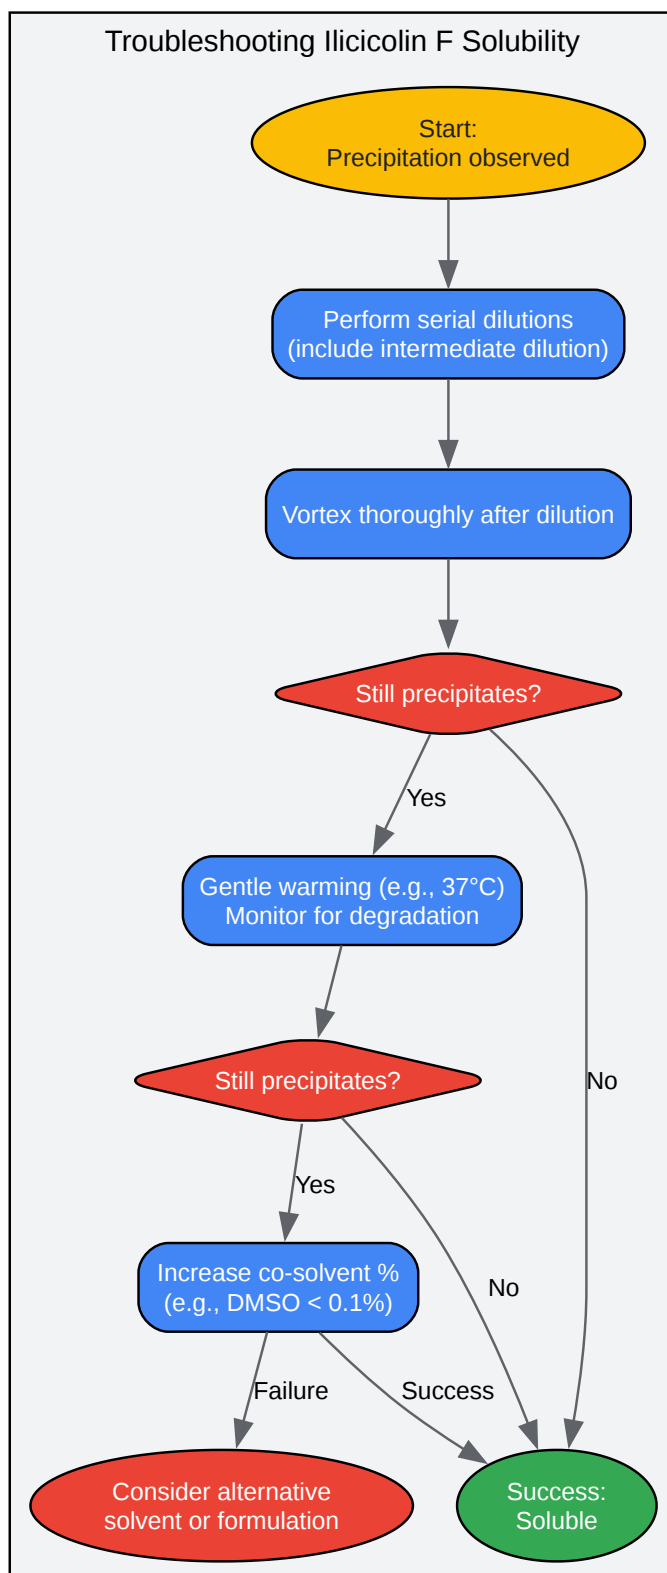 Troubleshooting Ilicicolin F Solubility
Start:
Precipitation observed
Perform serial dilutions
(include intermediate dilution)
Vortex thoroughly after dilution
Still precipitates?
Yes
Gentle warming (e.g., 37°C)
Monitor for degradation
Still precipitates?
No
Yes
Increase co-solvent %
(e.g., DMSO < 0.1%)
No
Failure
Success
Consider alternative
solvent or formulation
Success:
Soluble